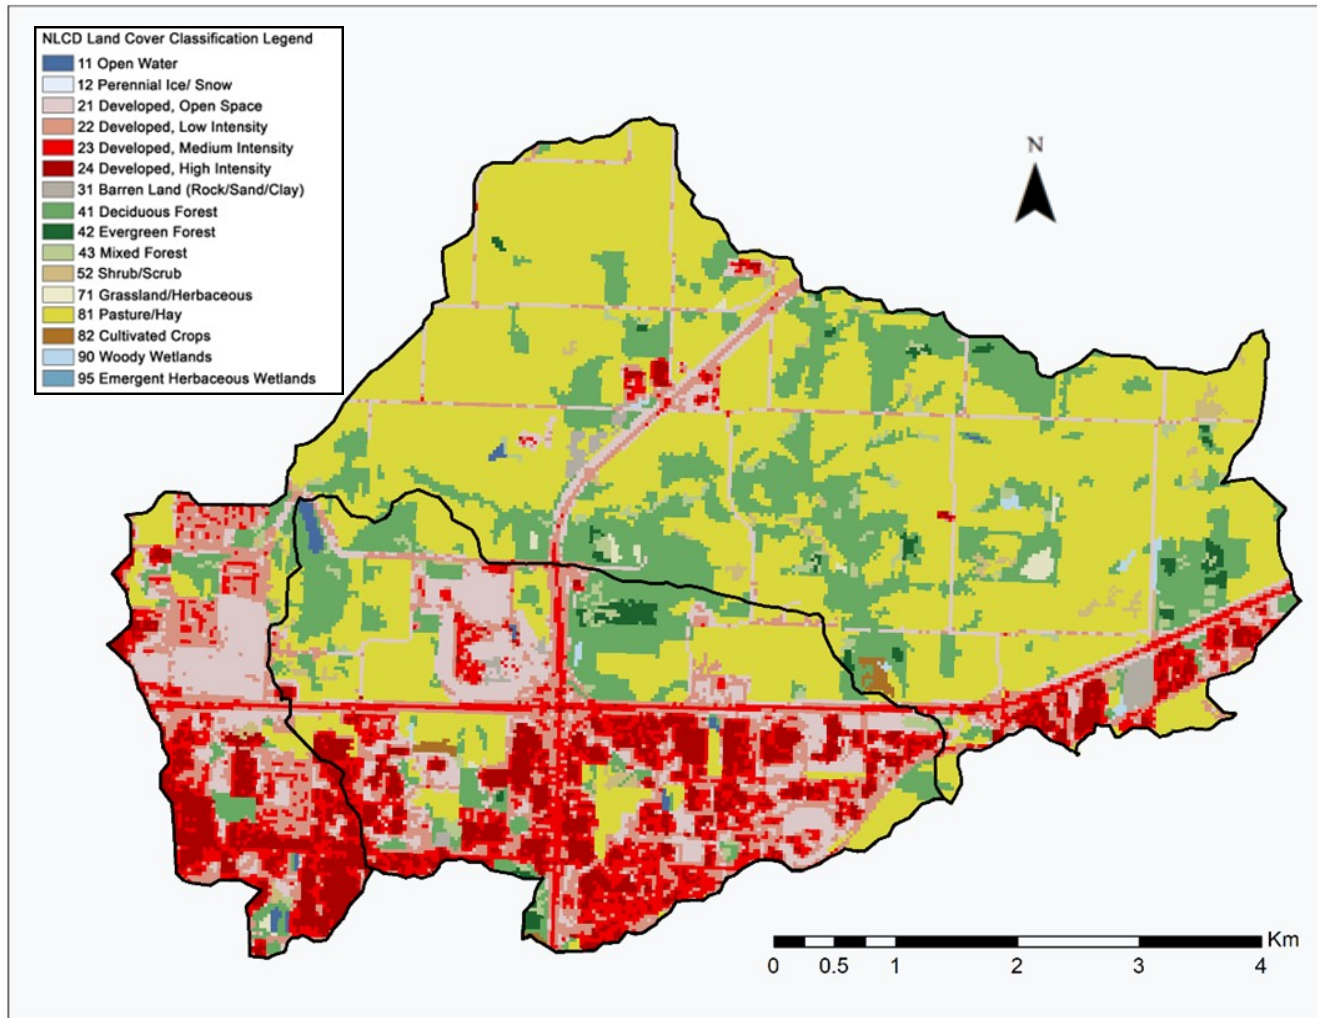 NLCD Land Cover Classification Legend
11 Open Water
12 Perennial Ice/ Snow
21 Developed, Open Space
22 Developed, Low Intensity
23 Developed, Medium Intensity
24 Developed, High Intensity
31 Barren Land (Rock/Sand/Clay)
41 Deciduous Forest
42 Evergreen Forest
43 Mixed Forest
52 Shrub/Scrub
71 Grassland/Herbaceous
81 Pasture/Hay
82 Cultivated Crops
90 Woody Wetlands
95 Emergent Herbaceous Wetlands
N
Km
0 0.5 1 2 3 4